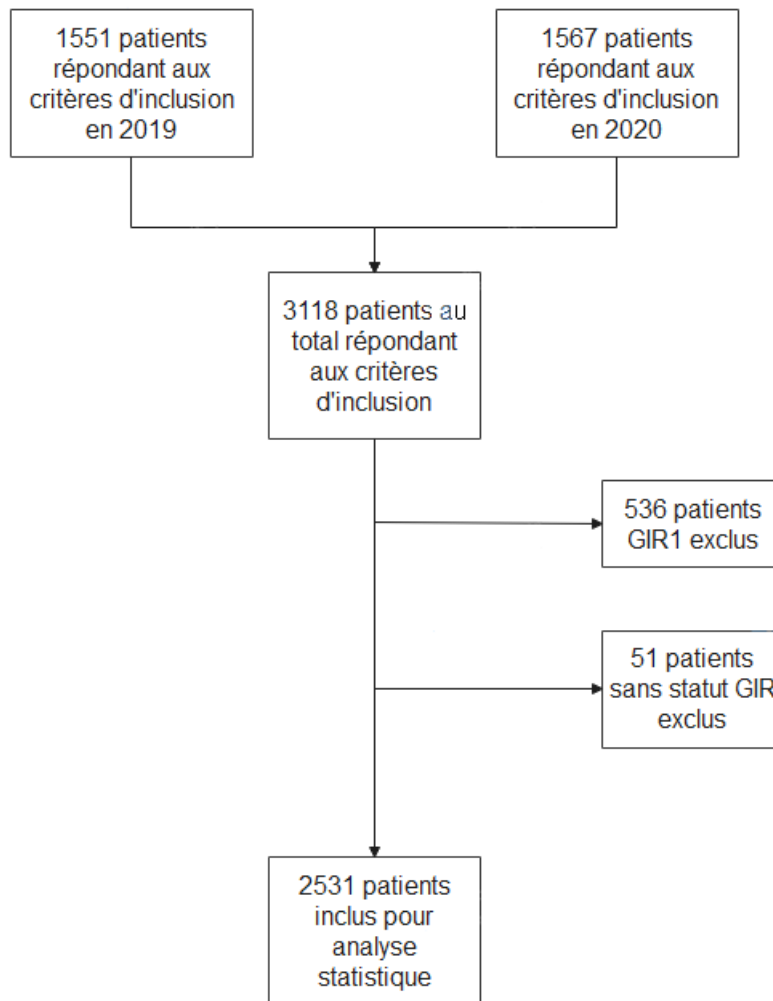 1551 patients
répondant aux
critères d'inclusion
en 2019
1567 patients
répondant aux
critères d'inclusion
en 2020
3118 patients au
total répondant
aux critères
d'inclusion
536 patients
GIR1 exclus
51 patients
sans statut GIR
exclus
2531 patients
inclus pour
analyse
statistique